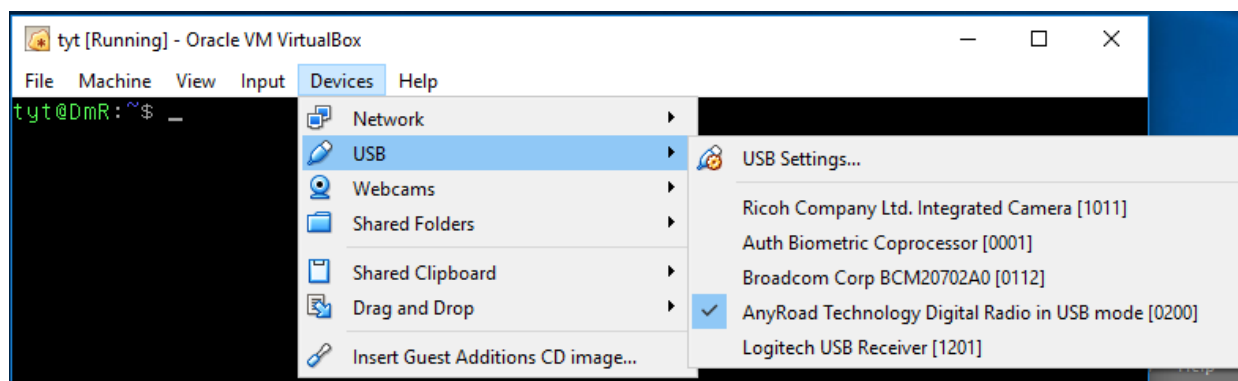 tyt [Running] - Oracle VM VirtualBox
File Machine View Input Devices Help
tyt@DmR:~$ _
Network
USB
Webcams
Shared Folders
Shared Clipboard
Drag and Drop
Insert Guest Additions CD image...
USB Settings...
Ricoh Company Ltd. Integrated Camera [1011]
Auth Biometric Coprocessor [0001]
Broadcom Corp BCM20702A0 [0112]
AnyRoad Technology Digital Radio in USB mode [0200]
Logitech USB Receiver [1201]